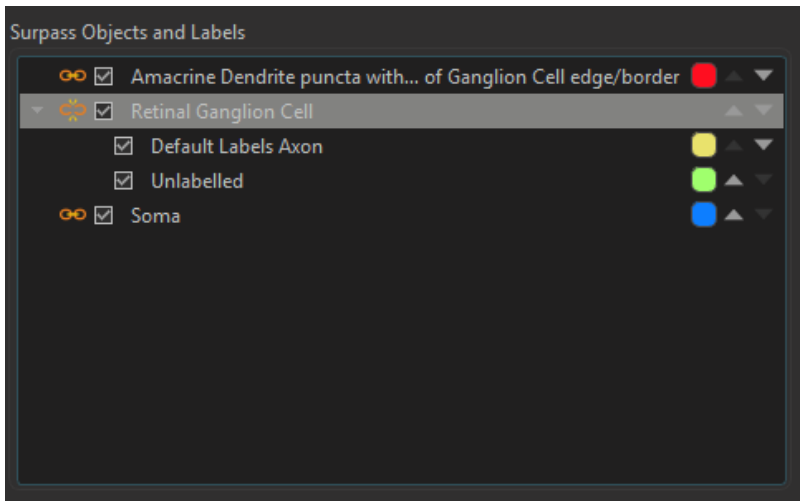 Surpass Objects and Labels
Amacrine Dendrite puncta with... of Ganglion Cell edge/border
Retinal Ganglion Cell
Default Labels Axon
Unlabelled
Soma